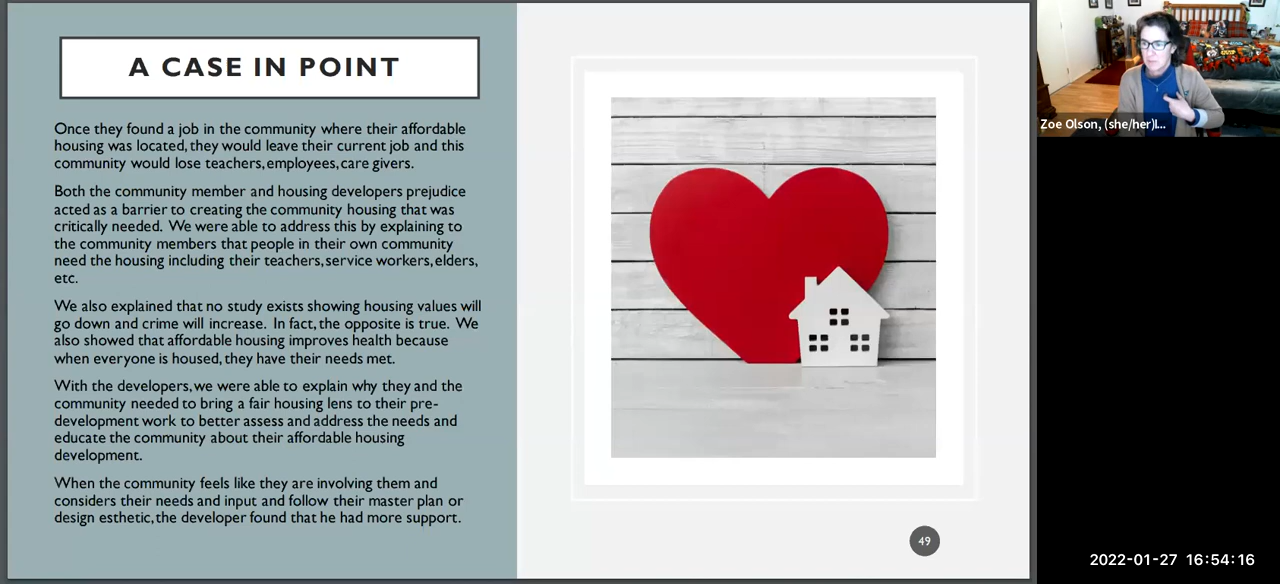 A CASE IN POINT
Once they found a job in the community where their affordable
housing was located, they would leave their current job and this
community would lose teachers, employees, care givers.
Both the community member and housing developers prejudice
acted as a barrier to creating the community housing that was
critically needed. We were able to address this by explaining to
the community members that people in their own community
need the housing including their teachers, service workers, elders,
etc.
We also explained that no study exists showing housing values will
go down and crime will increase. In fact, the opposite is true. We
also showed that affordable housing improves health because
when everyone is housed, they have their needs met.
With the developers, we were able to explain why they and the
community needed to bring a fair housing lens to their pre-
development work to better assess and address the needs and
educate the community about their affordable housing
development.
When the community feels like they are involving them and
considers their needs and input and follow their master plan or
design esthetic, the developer found that he had more support.
49
Zoe Olson, (she/her)I...
2022-01-27 16:54:16